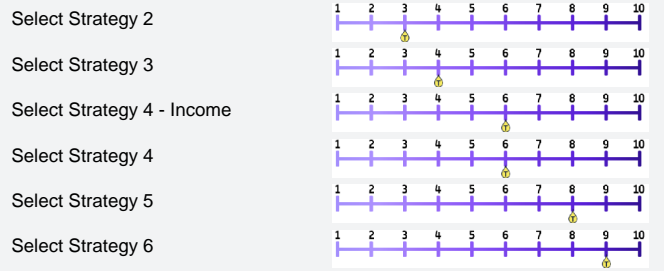 Select Strategy 2 1 2 3 4 5 6 7 8 9 10
T
Select Strategy 3 1 2 3 4 5 6 7 8 9 10
T
Select Strategy 4 - Income 1 2 3 4 5 6 7 8 9 10
T
Select Strategy 4 1 2 3 4 5 6 7 8 9 10
T
Select Strategy 5 1 2 3 4 5 6 7 8 9 10
T
Select Strategy 6 1 2 3 4 5 6 7 8 9 10
T